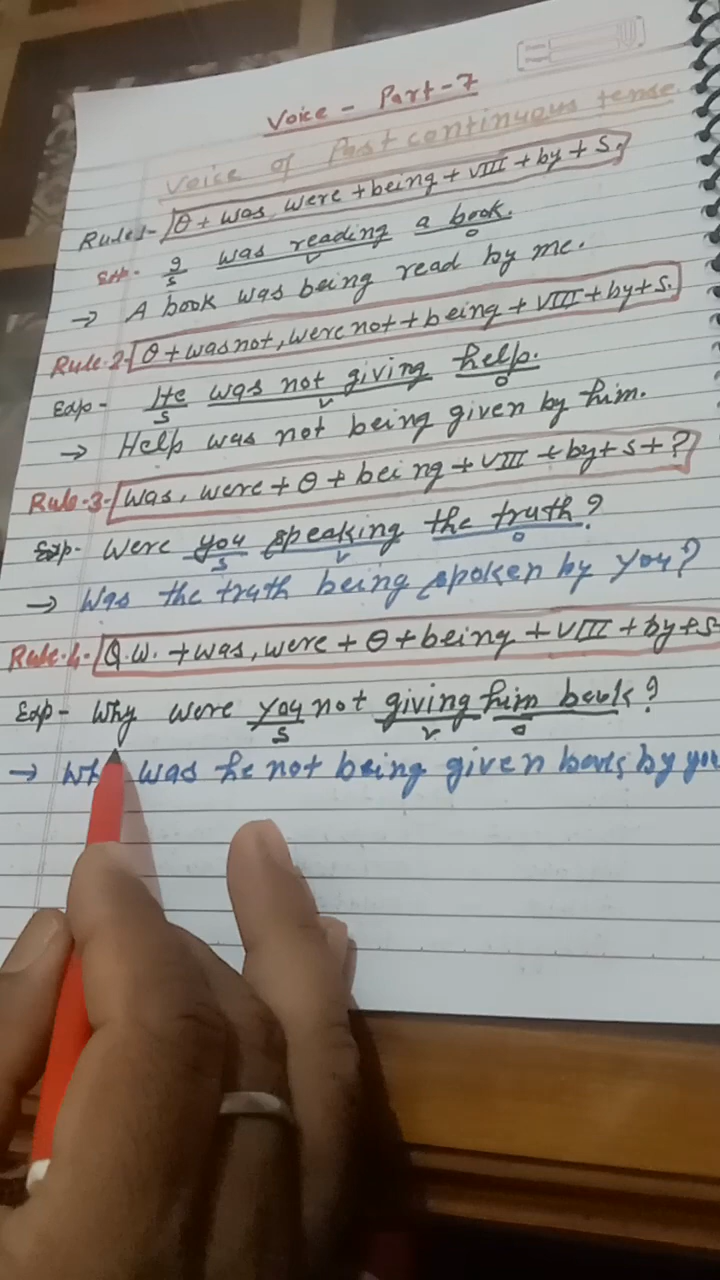 Voice - Part-7
Voice of Past continuous tense.
Rule1- O + was, were + being + VIII + by + S.
Exp. I was reading a book.
S V O
→ A book was being read by me.
Rule-2- O + was not, were not + being + VIII + by + S.
Exp- He was not giving help.
S V O
→ Help was not being given by him.
Rule-3- Was, were + O + being + VIII + by + S + ?
Exp- Were you speaking the truth?
S V O
→ Was the truth being spoken by you?
Rule-4- Q.W. + was, were + O + being + VIII + by + S
Exp- Why were you not giving him book?
S V O
→ was he not being given by you